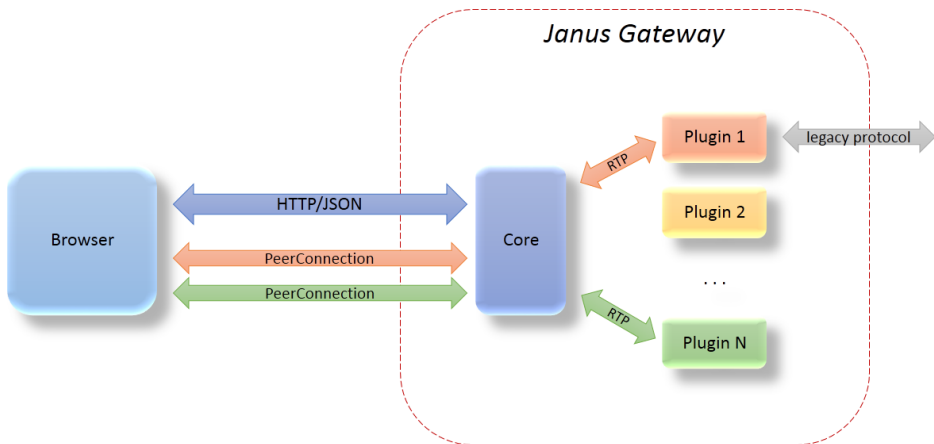 Janus Gateway
Plugin 1
legacy protocol
RTP
HTTP/JSON
Plugin 2
Browser
Core
PeerConnection
PeerConnection
...
RTP
Plugin N